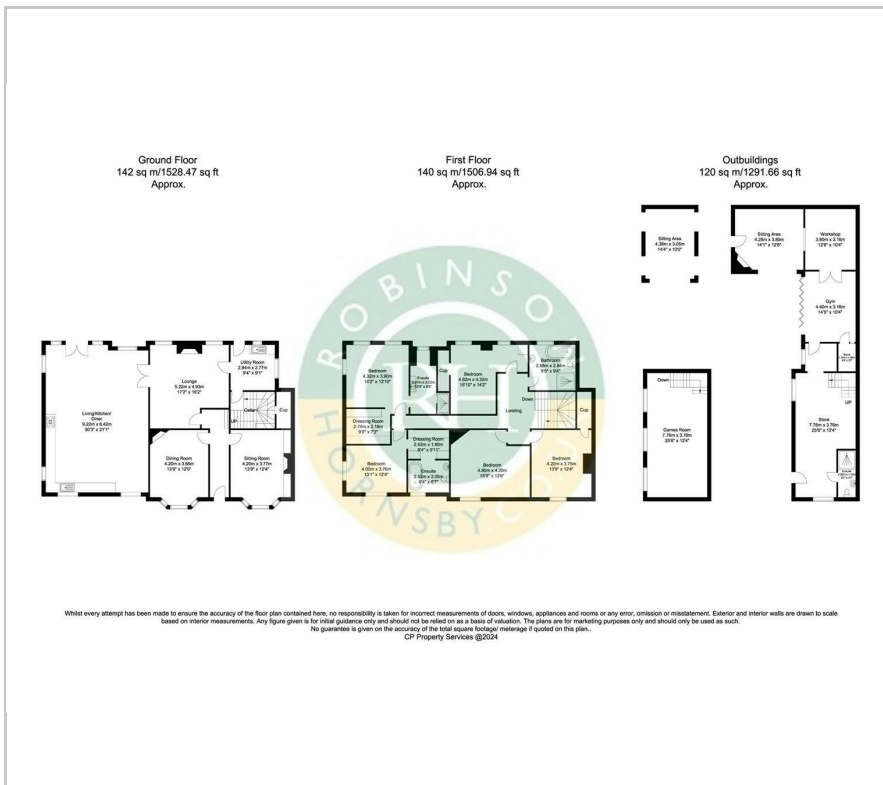 Ground Floor
142 sq m/1528.47 sq ft
Approx.
First Floor
140 sq m/1506.94 sq ft
Approx.
Outbuildings
120 sq m/1291.66 sq ft
Approx.
Living/Kitchen/
Diner
9.22m x 6.42m
30'3" x 21'1"
Lounge
5.22m x 4.93m
17'2" x 16'2"
Utility Room
2.84m x 2.77m
9'4" x 9'1"
Cellar
Cup
UP
Dining Room
4.20m x 3.65m
13'9" x 12'0"
Sitting Room
4.20m x 3.77m
13'9" x 12'4"
Bedroom
4.32m x 3.90m
14'2" x 12'10"
Ensuite
Cup
Bedroom
4.82m x 4.32m
15'10" x 14'2"
Bathroom
2.88m x 2.84m
9'5" x 9'4"
Dressing Room
2.74m x 2.18m
9'0" x 7'2"
Landing
Down
Cup
Dressing Room
2.53m x 1.80m
8'4" x 5'11"
Bedroom
4.00m x 3.76m
13'1" x 12'4"
Ensuite
Bedroom
4.80m x 4.20m
15'9" x 13'9"
Bedroom
4.20m x 3.75m
13'9" x 12'4"
Sitting Area
4.36m x 3.05m
14'4" x 10'0"
Sitting Area
4.28m x 3.80m
14'1" x 12'6"
Workshop
3.80m x 3.16m
12'6" x 10'4"
Gym
4.40m x 3.16m
14'5" x 10'4"
Store
Down
Games Room
7.76m x 3.76m
25'6" x 12'4"
UP
Store
7.76m x 3.76m
25'6" x 12'4"
Ensuite
ROBINSON
RH
HORNSBY.CO
Whilst every attempt has been made to ensure the accuracy of the floor plan contained here, no responsibility is taken for incorrect measurements of doors, windows, appliances and rooms or any error, omission or misstatement. Exterior and interior walls are drawn to scale
based on interior measurements. Any figure given is for initial guidance only and should not be relied on as a basis of valuation. The plans are for marketing purposes only and should only be used as such.
No guarantee is given on the accuracy of the total square footage/ meterage if quoted on this plan..
CP Property Services @2024